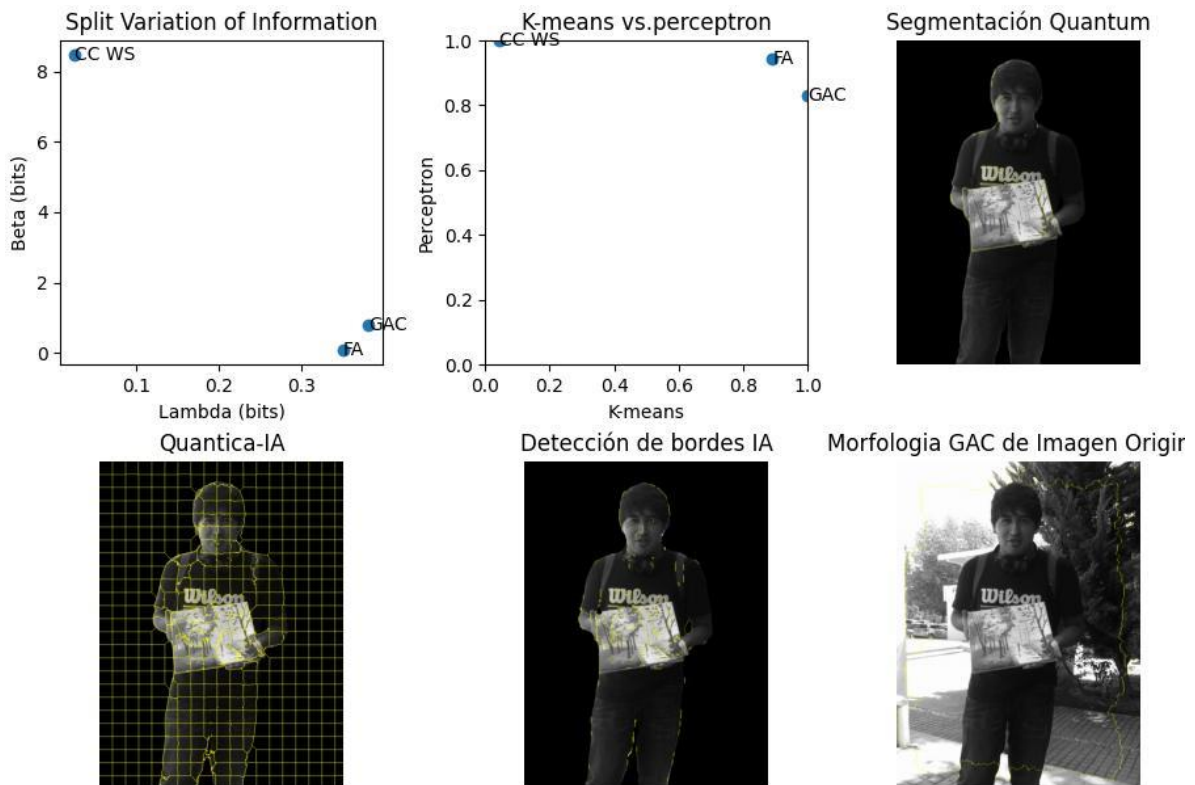 Split Variation of Information
CC WS
GAC
FA
8
6
4
2
0
0.1
0.2
0.3
Beta (bits)
Lambda (bits)
K-means vs.perceptron
CC WS
FA
GAC
1.0
0.8
0.6
0.4
0.2
0.0
0.0
0.2
0.4
0.6
0.8
1.0
Perceptron
K-means
Segmentación Quantum
Wilson
Quantica-IA
Wilson
Detección de bordes IA
Wilson
Morfologia GAC de Imagen Origin
Wilson